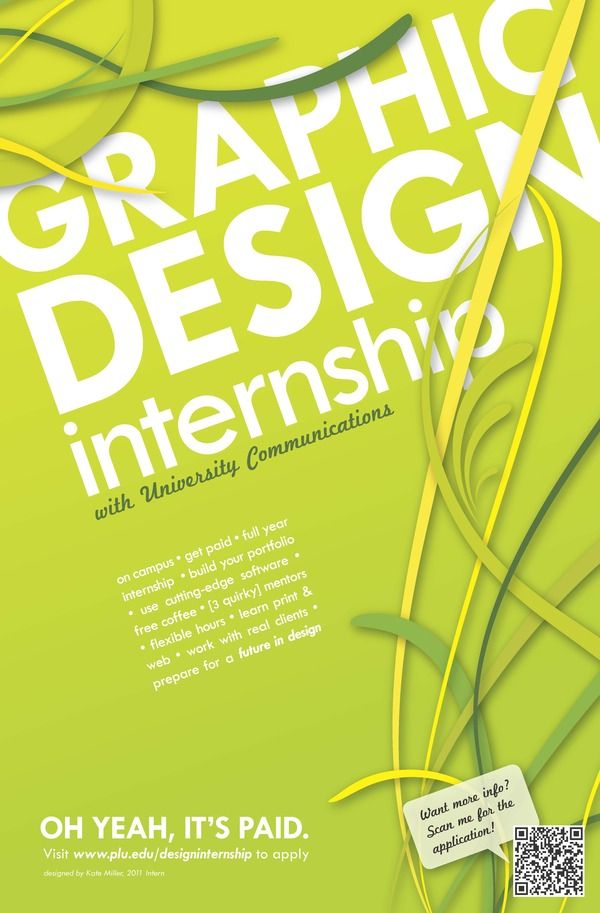 GRAPHIC
DESIGN
internship
with University Communications
on campus • get paid • full year
internship • build your portfolio
• use cutting-edge software •
free coffee • [3 quirky] mentors
• flexible hours • learn print &
web • work with real clients •
prepare for a future in design
Want more info?
Scan me for the
application!
OH YEAH, IT'S PAID.
Visit www.plu.edu/designinternship to apply
designed by Kate Miller, 2011 Intern